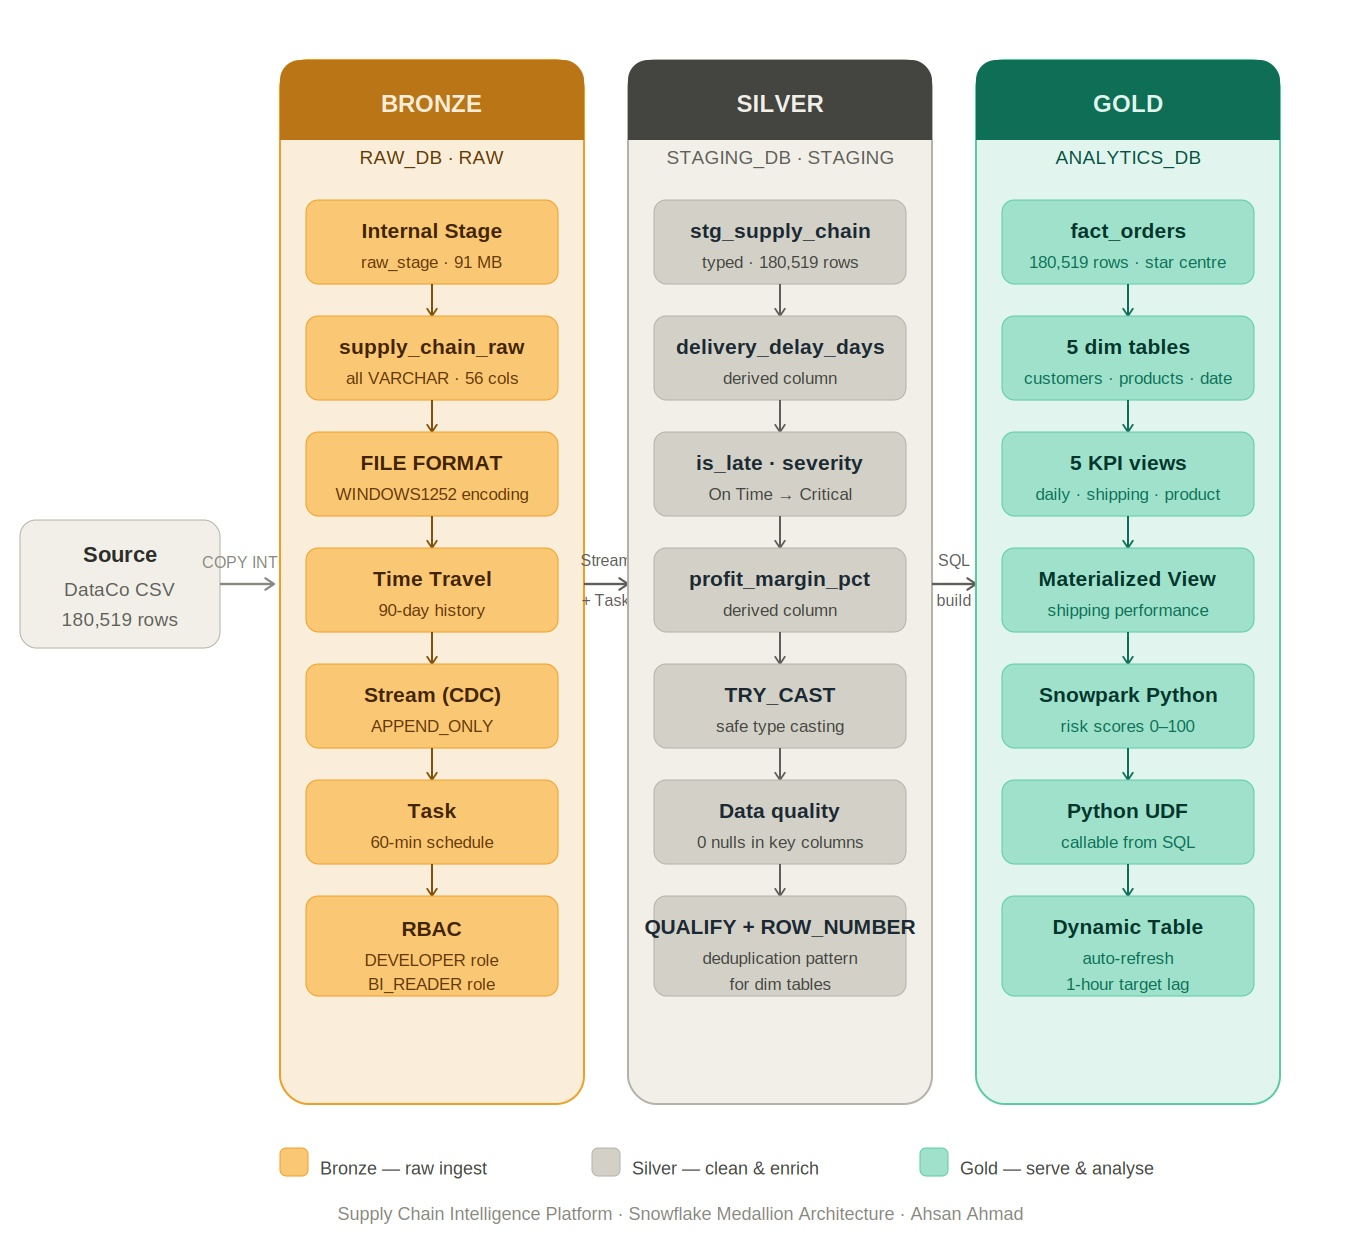 Source
DataCo CSV
180,519 rows
COPY INT
BRONZE
RAW_DB · RAW
Internal Stage
raw_stage · 91 MB
supply_chain_raw
all VARCHAR · 56 cols
FILE FORMAT
WINDOWS1252 encoding
Time Travel
90-day history
Stream (CDC)
APPEND_ONLY
Task
60-min schedule
RBAC
DEVELOPER role
BI_READER role
Stream
+ Task
SILVER
STAGING_DB · STAGING
stg_supply_chain
typed · 180,519 rows
delivery_delay_days
derived column
is_late · severity
On Time → Critical
profit_margin_pct
derived column
TRY_CAST
safe type casting
Data quality
0 nulls in key columns
QUALIFY + ROW_NUMBER
deduplication pattern
for dim tables
SQL
build
GOLD
ANALYTICS_DB
fact_orders
180,519 rows · star centre
5 dim tables
customers · products · date
5 KPI views
daily · shipping · product
Materialized View
shipping performance
Snowpark Python
risk scores 0–100
Python UDF
callable from SQL
Dynamic Table
auto-refresh
1-hour target lag
Bronze — raw ingest
Silver — clean & enrich
Gold — serve & analyse
Supply Chain Intelligence Platform · Snowflake Medallion Architecture · Ahsan Ahmad